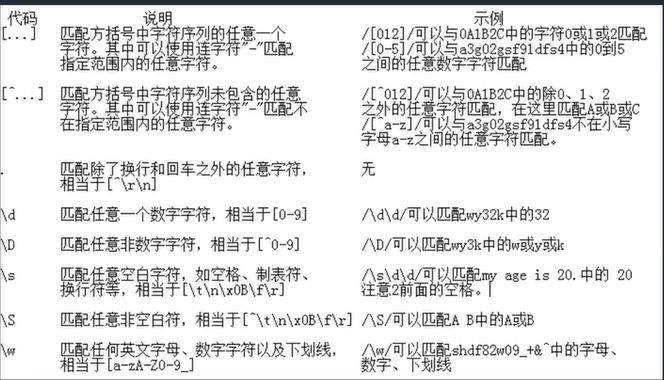 代码 说明 示例
[...] 匹配方括号中字符序列的任意一个 /[012]/可以与0A1B2C中的字符0或1或2匹配
字符。其中可以使用连字符"-"匹配 /[0-5]/可以与a3g02gsf91dfs4中的0到5
指定范围内的任意字符。 之间的任意数字字符匹配
[^...] 匹配方括号中字符序列未包含的任意 /[^012]/可以与0A1B2C中的除0、1、2
字符。其中可以使用连字符"-"匹配不 之外的任意字符匹配，在这里匹配A或B或C
在指定范围内的任意字符。 /[^a-z]/可以与a3g02gsf91dfs4不在小写
字母a-z之间的任意字符匹配。
. 匹配除了换行和回车之外的任意字符， 无
相当于[^\r\n]
\d 匹配任意一个数字字符，相当于[0-9] /\d\d/可以匹配wy32k中的32
\D 匹配任意非数字字符，相当于[^0-9] /\D/可以匹配wy3k中的w或y或k
\s 匹配任意空白字符，如空格、制表符、 /\s\d\d/可以匹配my age is 20.中的 20
换行符等，相当于[\t\n\x0B\f\r] 注意2前面的空格。
\S 匹配任意非空白符，相当于[^\t\n\x0B\f\r] /\S/可以匹配A B中的A或B
\w 匹配任何英文字母、数字字符以及下划线， /\w/可以匹配shdf82w09_+&^中的字母、
相当于[a-zA-Z0-9_] 数字、下划线